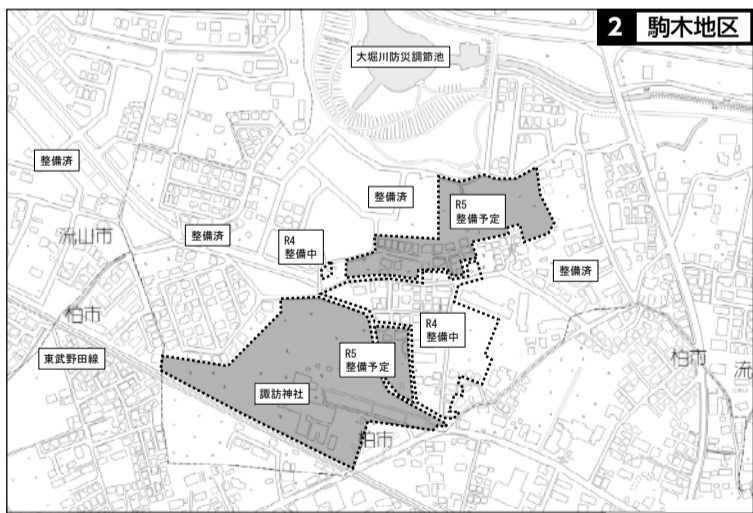 2 駒木地区
大堀川防災調節池
整備済
整備済
R5
整備予定
流山市
整備済
R4
整備中
整備済
柏市
R4
整備中
東武野田線
R5
整備予定
柏市
流
諏訪神社
柏市